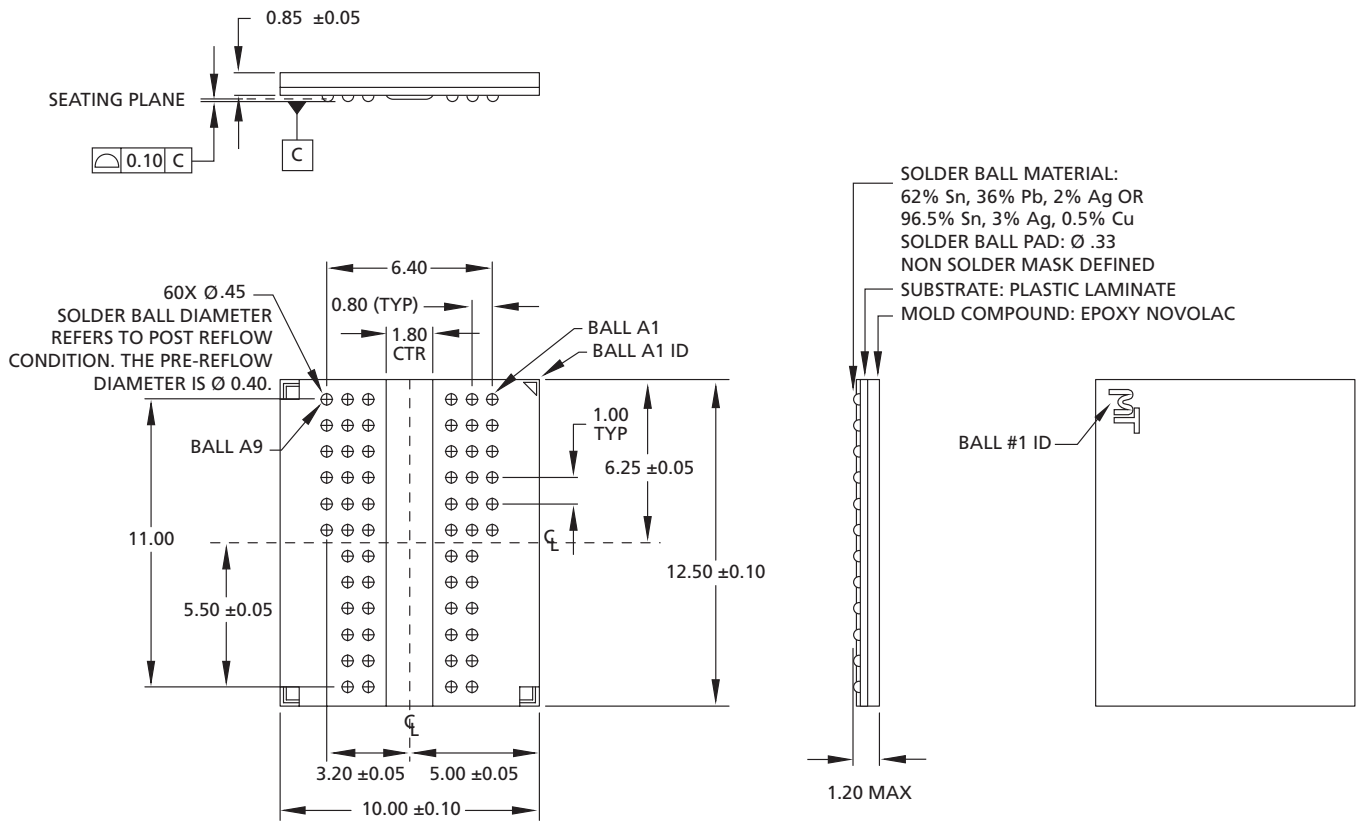 0.85 ±0.05
SEATING PLANE
0.10 C
C
SOLDER BALL MATERIAL:
62% Sn, 36% Pb, 2% Ag OR
96.5% Sn, 3% Ag, 0.5% Cu
SOLDER BALL PAD: Ø .33
NON SOLDER MASK DEFINED
SUBSTRATE: PLASTIC LAMINATE
MOLD COMPOUND: EPOXY NOVOLAC
6.40
0.80 (TYP)
1.80
CTR
60X Ø.45
SOLDER BALL DIAMETER
REFERS TO POST REFLOW
CONDITION. THE PRE-REFLOW
DIAMETER IS Ø 0.40.
BALL A1
BALL A1 ID
BALL A9
1.00
TYP
6.25 ±0.05
BALL #1 ID
MT
11.00
CL
12.50 ±0.10
5.50 ±0.05
CL
3.20 ±0.05
5.00 ±0.05
10.00 ±0.10
1.20 MAX